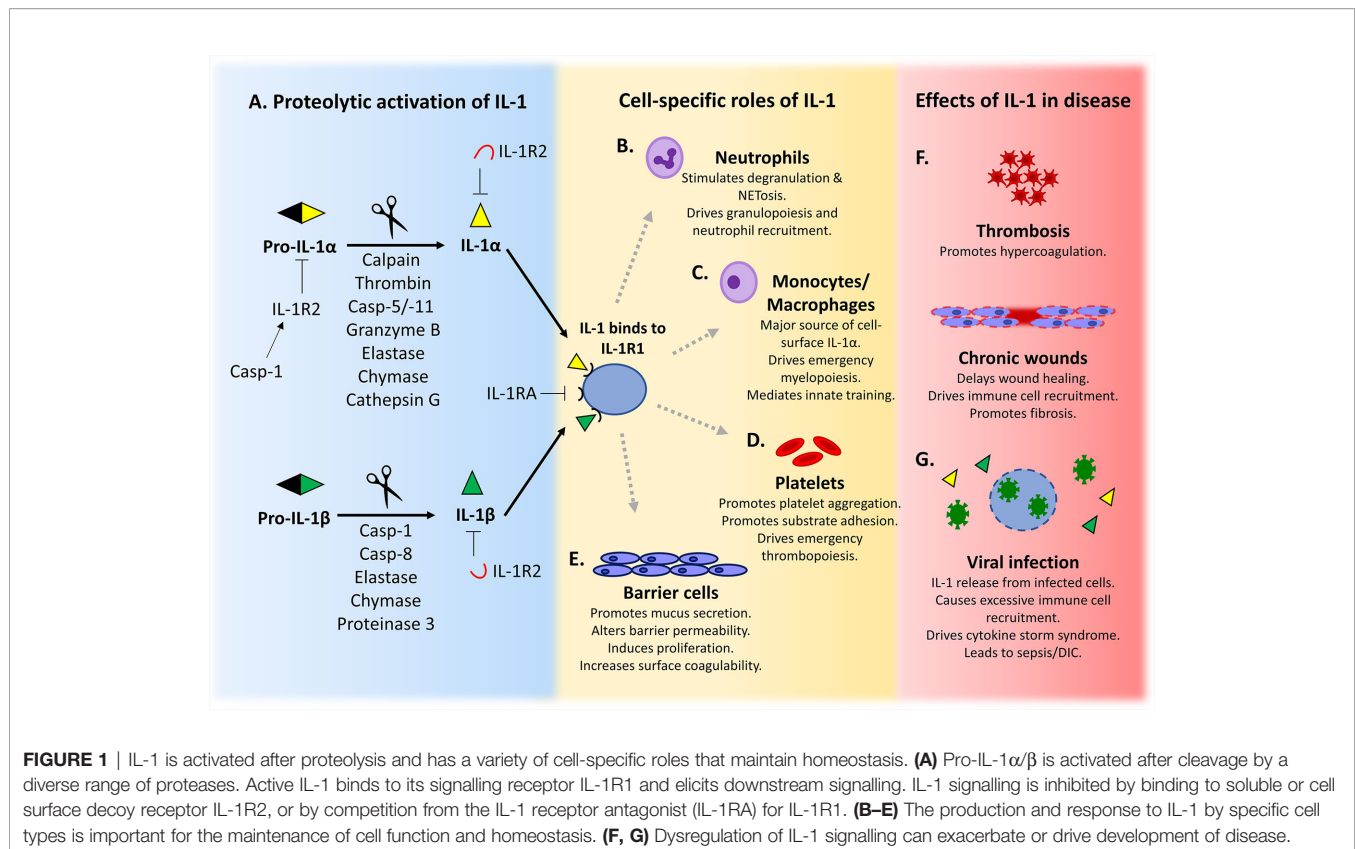 A. Proteolytic activation of IL-1
IL-1R2
Pro-IL-1α
IL-1α
Calpain
Thrombin
Casp-5/-11
Granzyme B
Elastase
Chymase
Cathepsin G
IL-1R2
Casp-1
IL-1RA
Pro-IL-1β
IL-1β
Casp-1
Casp-8
Elastase
Chymase
Proteinase 3
IL-1R2
Cell-specific roles of IL-1
IL-1 binds to
IL-1R1
B.
Neutrophils
Stimulates degranulation &
NETosis.
Drives granulopoiesis and
neutrophil recruitment.
C.
Monocytes/
Macrophages
Major source of cell-
surface IL-1α.
Drives emergency
myelopoiesis.
Mediates innate training.
D.
Platelets
Promotes platelet aggregation.
Promotes substrate adhesion.
Drives emergency
thrombopoiesis.
E.
Barrier cells
Promotes mucus secretion.
Alters barrier permeability.
Induces proliferation.
Increases surface coagulability.
Effects of IL-1 in disease
F.
Thrombosis
Promotes hypercoagulation.
Chronic wounds
Delays wound healing.
Drives immune cell recruitment.
Promotes fibrosis.
G.
Viral infection
IL-1 release from infected cells.
Causes excessive immune cell
recruitment.
Drives cytokine storm syndrome.
Leads to sepsis/DIC.
FIGURE 1 | IL-1 is activated after proteolysis and has a variety of cell-specific roles that maintain homeostasis. (A) Pro-IL-1α/β is activated after cleavage by a
diverse range of proteases. Active IL-1 binds to its signalling receptor IL-1R1 and elicits downstream signalling. IL-1 signalling is inhibited by binding to soluble or cell
surface decoy receptor IL-1R2, or by competition from the IL-1 receptor antagonist (IL-1RA) for IL-1R1. (B–E) The production and response to IL-1 by specific cell
types is important for the maintenance of cell function and homeostasis. (F, G) Dysregulation of IL-1 signalling can exacerbate or drive development of disease.